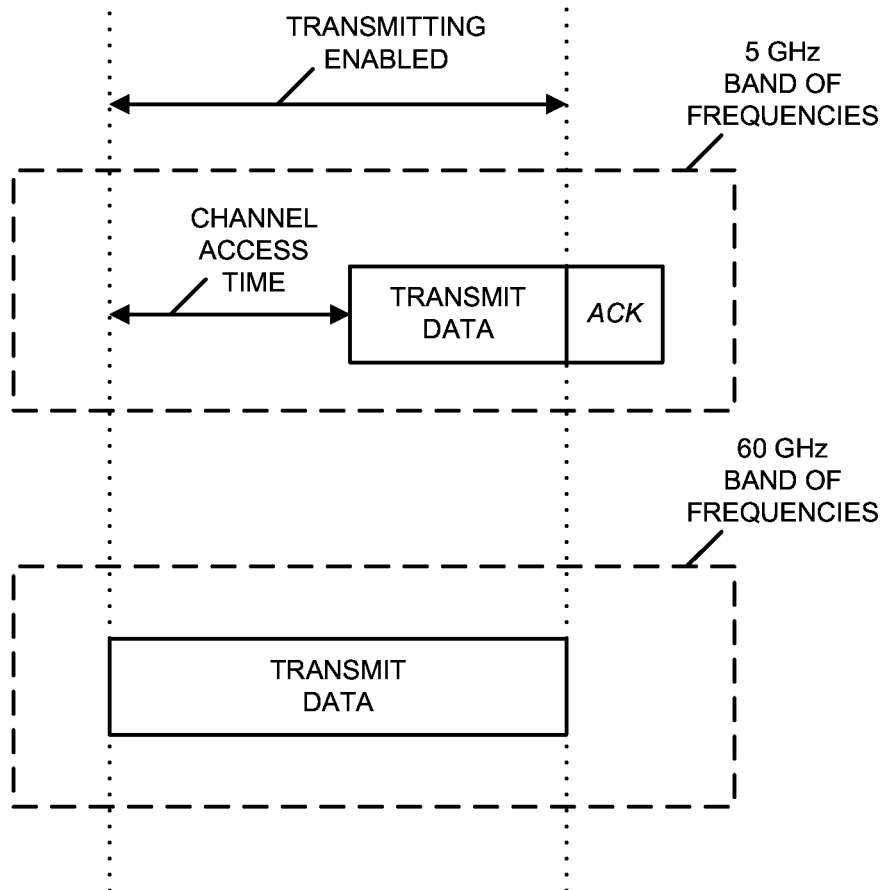 TRANSMITTING
ENABLED
5 GHz
BAND OF
FREQUENCIES
CHANNEL
ACCESS
TIME
TRANSMIT
DATA
ACK
60 GHz
BAND OF
FREQUENCIES
TRANSMIT
DATA